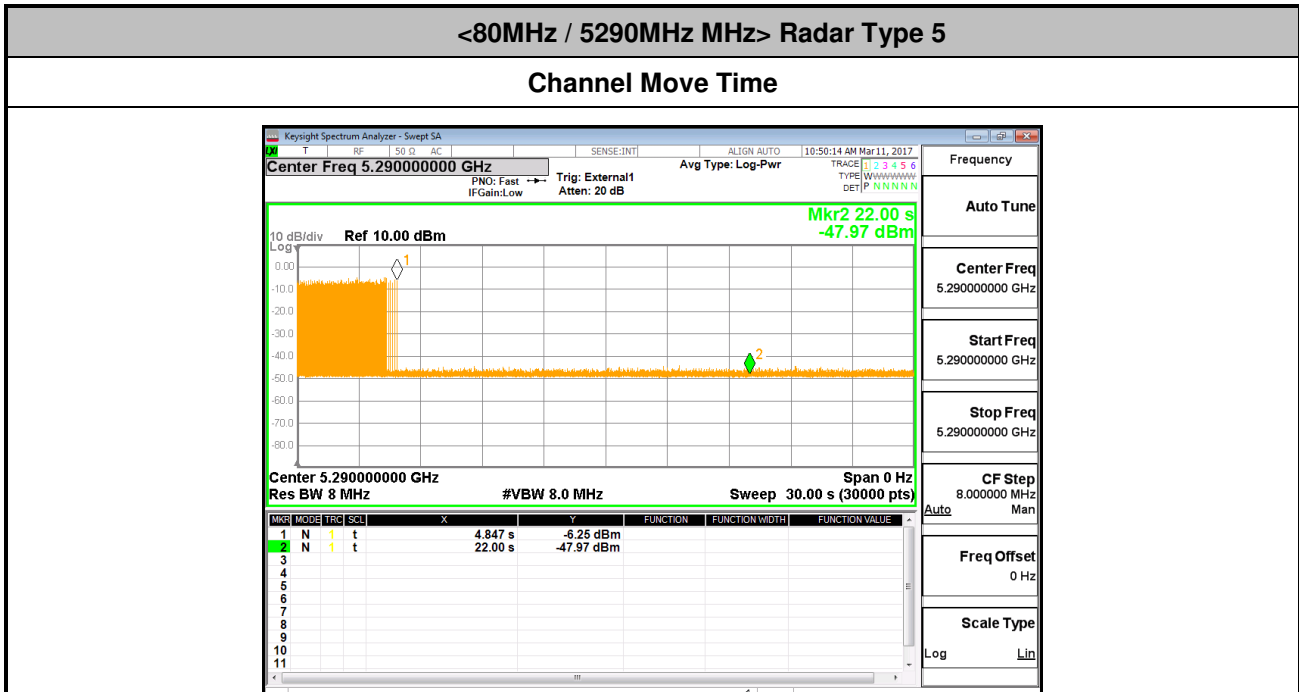 <80MHz / 5290MHz MHz> Radar Type 5
Channel Move Time
Keysight Spectrum Analyzer - Swept SA
LXI T RF 50 Ω AC SENSE:INT ALIGN AUTO 10:50:14 AM Mar 11, 2017
Center Freq 5.290000000 GHz
PNO: Fast
IFGain:Low
Trig: External1
Atten: 20 dB
Avg Type: Log-Pwr
TRACE 1 2 3 4 5 6
TYPE WWWWWW
DET P N N N N N
Mkr2 22.00 s
-47.97 dBm
10 dB/div Ref 10.00 dBm
Log
0.00
-10.0
-20.0
-30.0
-40.0
-50.0
-60.0
-70.0
-80.0
1
2
Center 5.290000000 GHz Span 0 Hz
Res BW 8 MHz #VBW 8.0 MHz Sweep 30.00 s (30000 pts)
MKR MODE TRC SCL X Y FUNCTION FUNCTION WIDTH FUNCTION VALUE
1 N 1 t 4.847 s -6.25 dBm
2 N 1 t 22.00 s -47.97 dBm
3
4
5
6
7
8
9
10
11
Frequency
Auto Tune
Center Freq
5.290000000 GHz
Start Freq
5.290000000 GHz
Stop Freq
5.290000000 GHz
CF Step
8.000000 MHz
Auto Man
Freq Offset
0 Hz
Scale Type
Log Lin